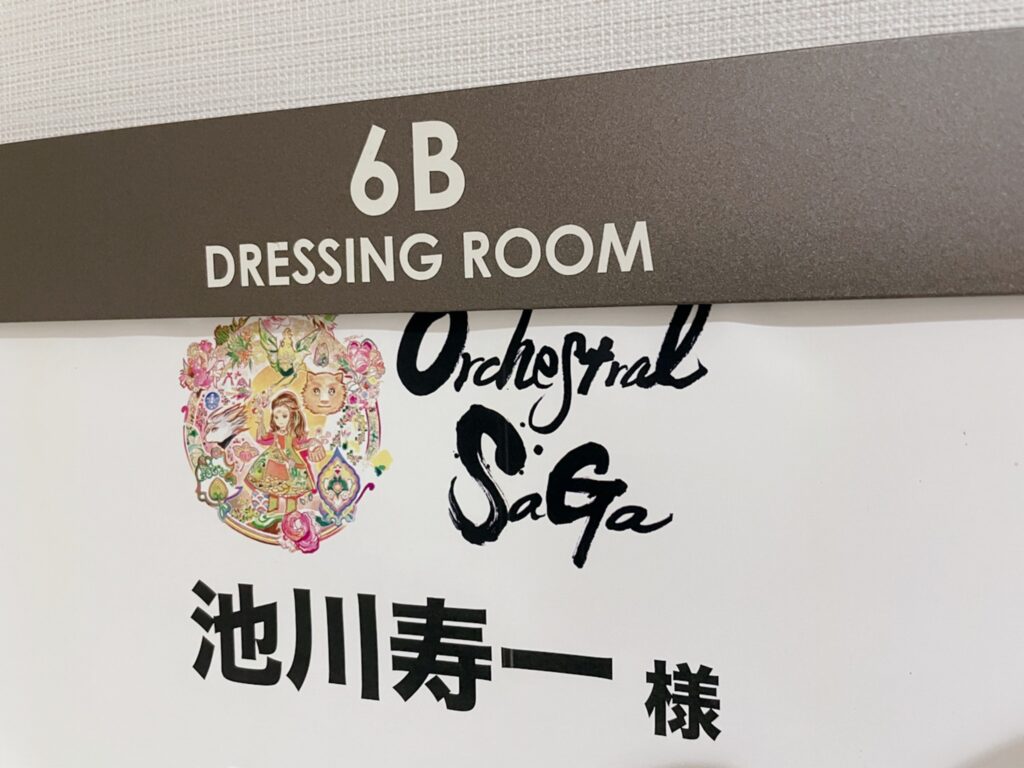 6B
DRESSING ROOM
Orchestral
SaGa
池川寿一 様